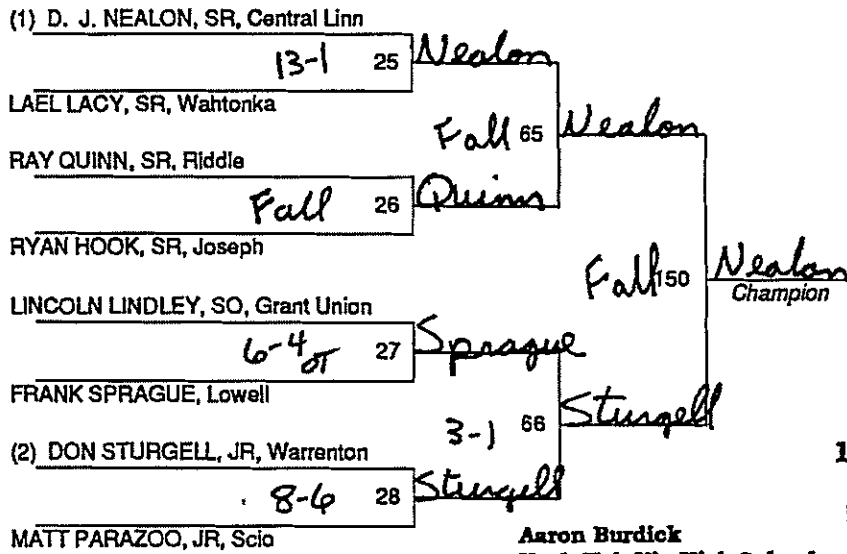 (1) D. J. NEALON, SR, Central Linn
13-1 25 Nealon
LAEL LACY, SR, Wahtonka
Fall 65 Nealon
RAY QUINN, SR, Riddle
Fall 26 Quinn
RYAN HOOK, SR, Joseph
Fall 150 Nealon
Champion
LINCOLN LINDLEY, SO, Grant Union
6-4 OT 27 Sprague
FRANK SPRAGUE, Lowell
3-1 66 Sturgell
(2) DON STURGELL, JR, Warrenton
8-6 28 Sturgell
MATT PARAZOO, JR, Scio
Aaron Burdick